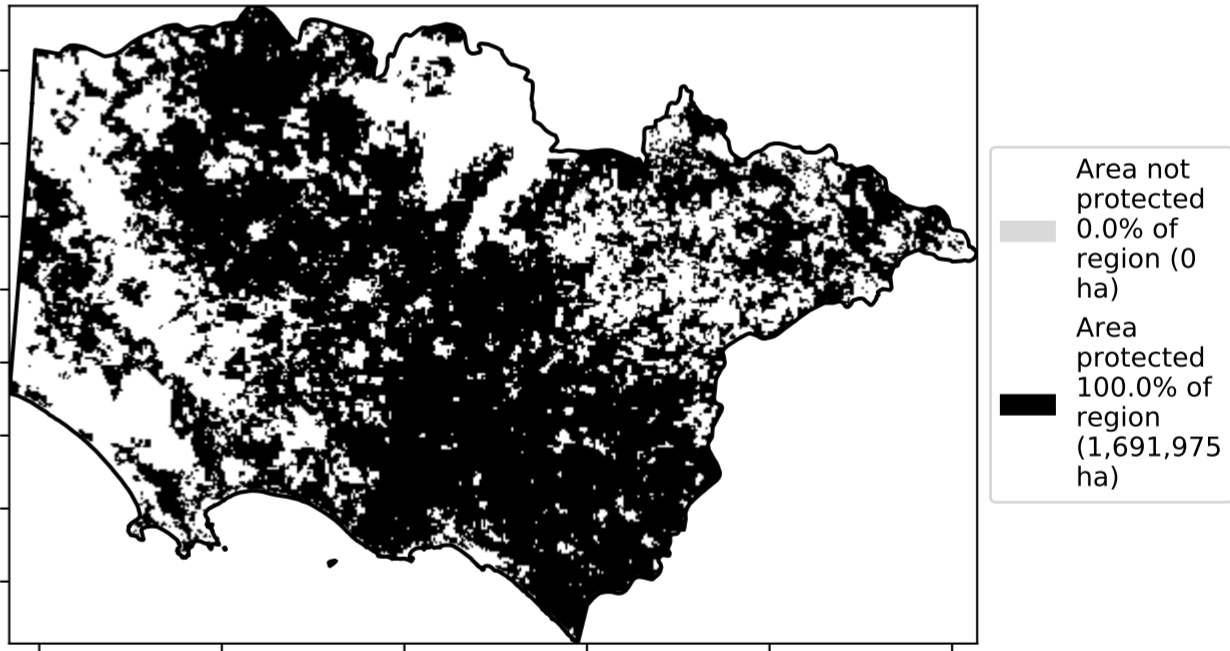 Area not
protected
0.0% of
region (0
ha)
Area
protected
100.0% of
region
(1,691,975
ha)